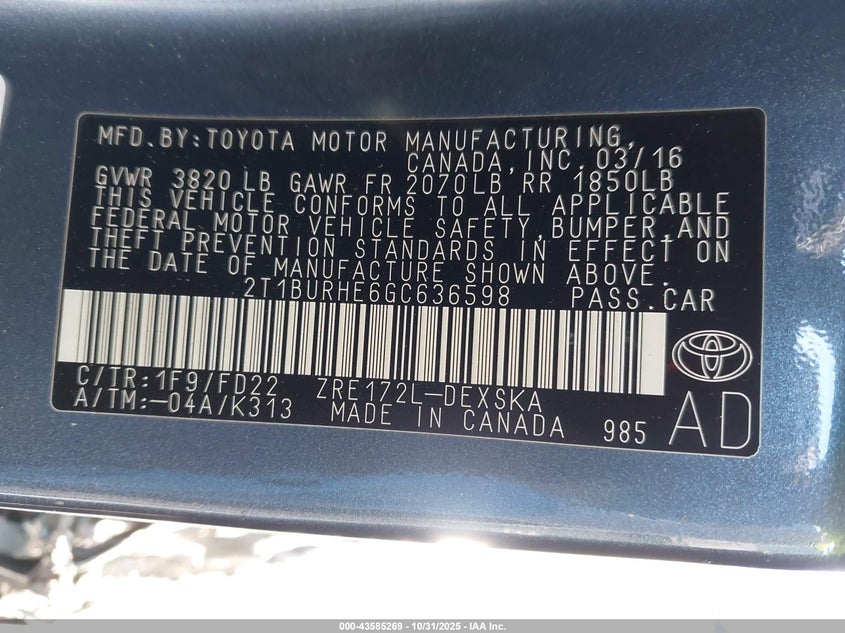 MFD.BY:TOYOTA MOTOR MANUFACTURING,
CANADA,INC. 03/16
GVWR 3820 LB GAWR FR 2070LB RR 1850LB
THIS VEHICLE CONFORMS TO ALL APPLICABLE
FEDERAL MOTOR VEHICLE SAFETY,BUMPER,AND
THEFT PREVENTION STANDARDS IN EFFECT ON
THE DATE OF MANUFACTURE SHOWN ABOVE.
2T1BURHE6GC636598 PASS.CAR
C/TR:1F9/FD22 ZRE172L-DEXSKA
A/TM:-04A/K313 MADE IN CANADA 985 AD
000-43585269 - 10/31/2025 - IAA Inc.